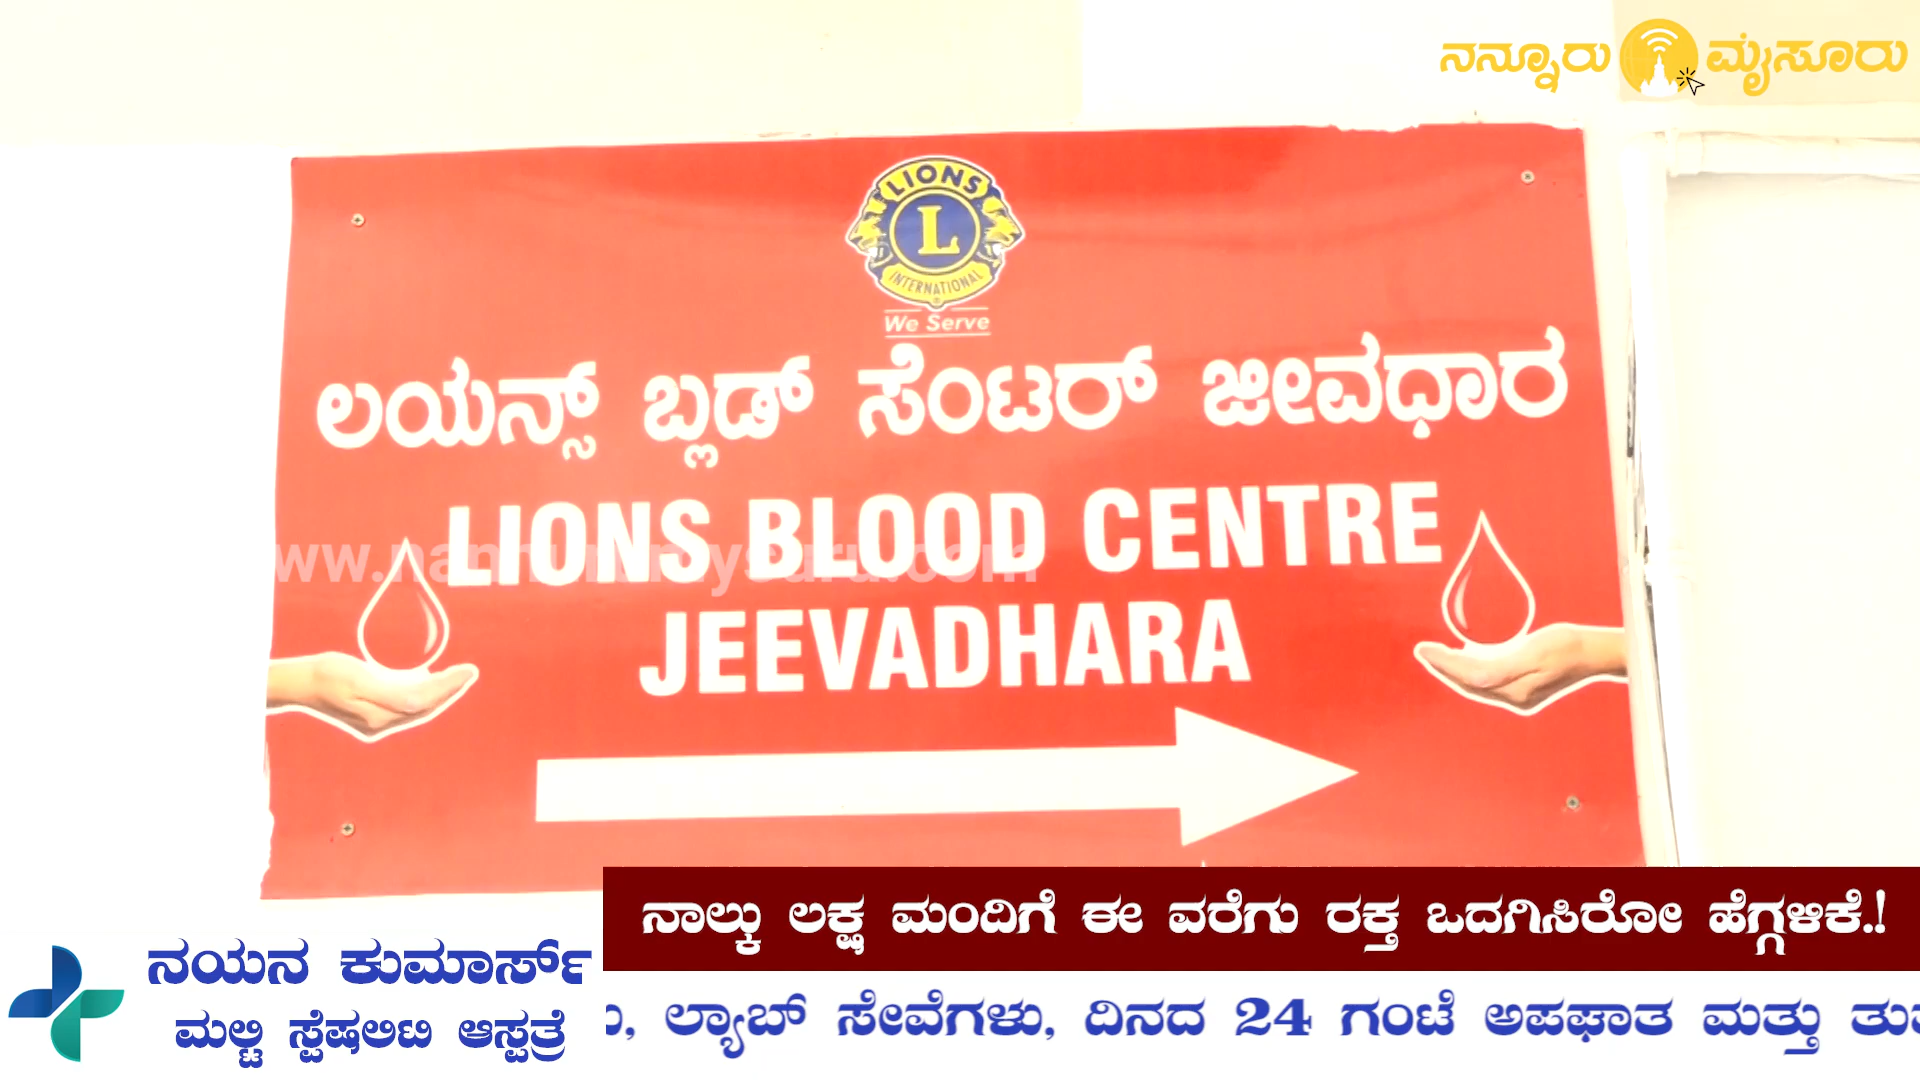 ನನ್ನೂರು ಮೈಸೂರು
LIONS
L
INTERNATIONAL
We Serve
ಲಯನ್ಸ್ ಬ್ಲಡ್ ಸೆಂಟರ್ ಜೀವಧಾರ
LIONS BLOOD CENTRE
JEEVADHARA
ನಾಲ್ಕು ಲಕ್ಷ ಮಂದಿಗೆ ಈ ವರೆಗು ರಕ್ತ ಒದಗಿಸಿರೋ ಹೆಗ್ಗಳಿಕೆ.!
ನಯನ ಕುಮಾರ್ಸ್
ಮಲ್ಟಿ ಸ್ಪೆಷಲಿಟಿ ಆಸ್ಪತ್ರೆ
, ಲ್ಯಾಬ್ ಸೇವೆಗಳು, ದಿನದ 24 ಗಂಟೆ ಅಪಘಾತ ಮತ್ತು